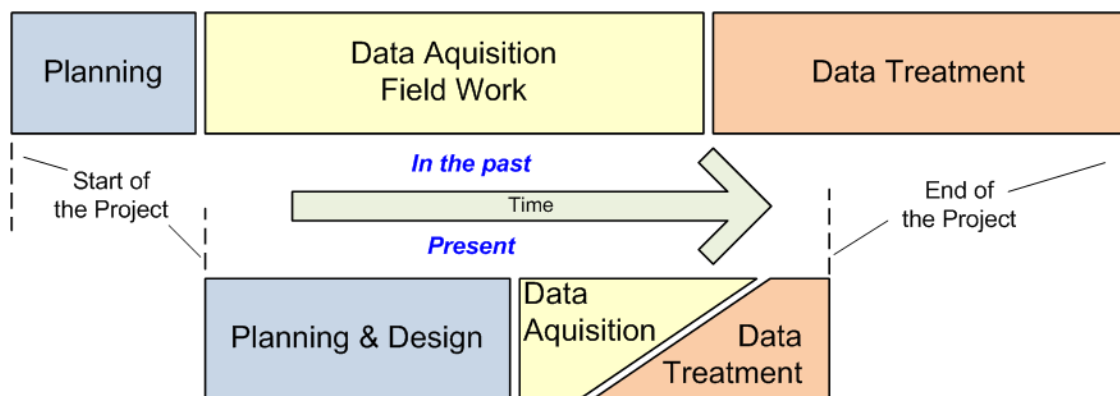 Planning
Data Aquisition
Field Work
Data Treatment
In the past
Start of
the Project
Time
End of
the Project
Present
Planning & Design
Data
Aquisition
Data
Treatment